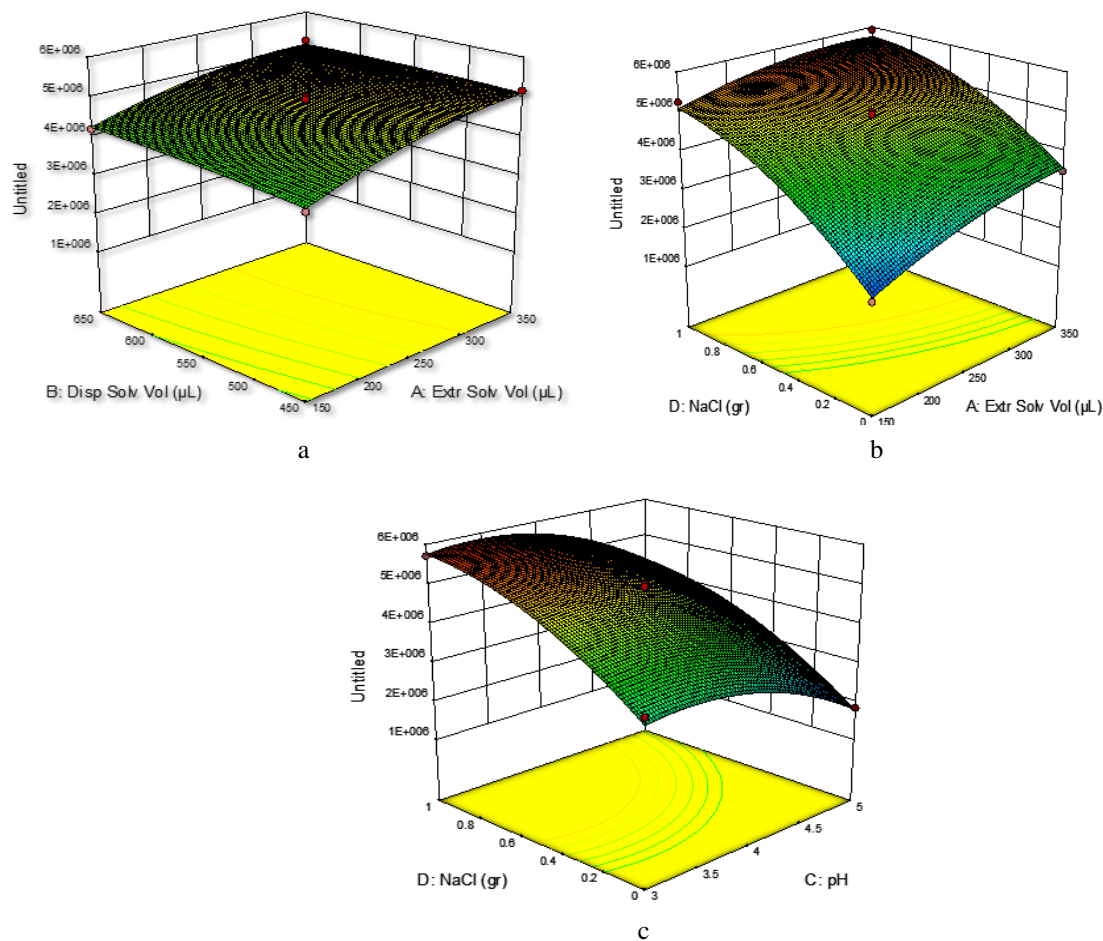 6E+006
5E+006
4E+006
3E+006
2E+006
1E+006
Untitled
650
600
550
500
450
150
200
250
300
350
B: Disp Solv Vol (µL)
A: Extr Solv Vol (µL)
a
6E+006
5E+006
4E+006
3E+006
2E+006
1E+006
Untitled
1
0.8
0.6
0.4
0.2
0
150
200
250
300
350
D: NaCl (gr)
A: Extr Solv Vol (µL)
b
6E+006
5E+006
4E+006
3E+006
2E+006
1E+006
Untitled
1
0.8
0.6
0.4
0.2
0
3
3.5
4
4.5
5
D: NaCl (gr)
C: pH
c